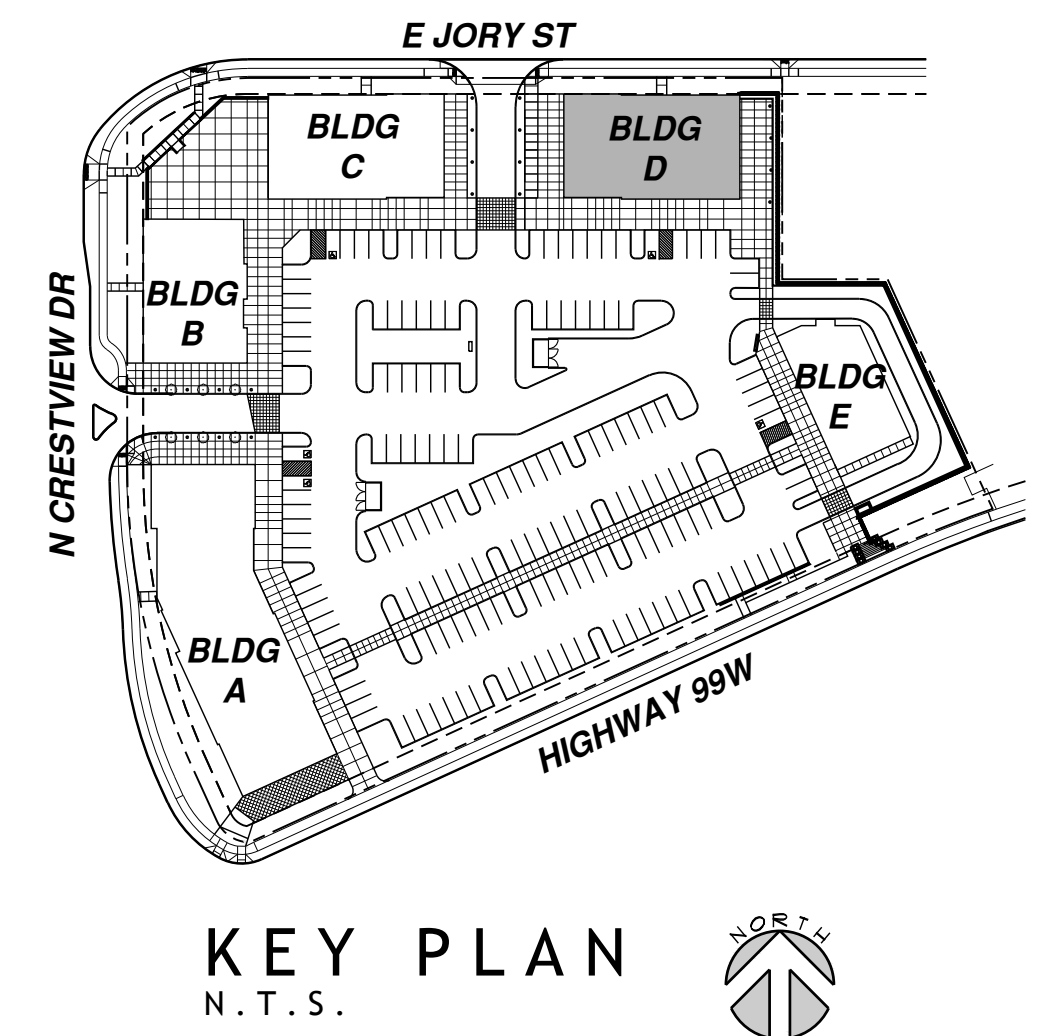 E JORY ST
BLDG
C
BLDG
D
N CRESTVIEW DR
BLDG
B
BLDG
E
BLDG
A
HIGHWAY 99W
KEY PLAN
N.T.S.
NORTH